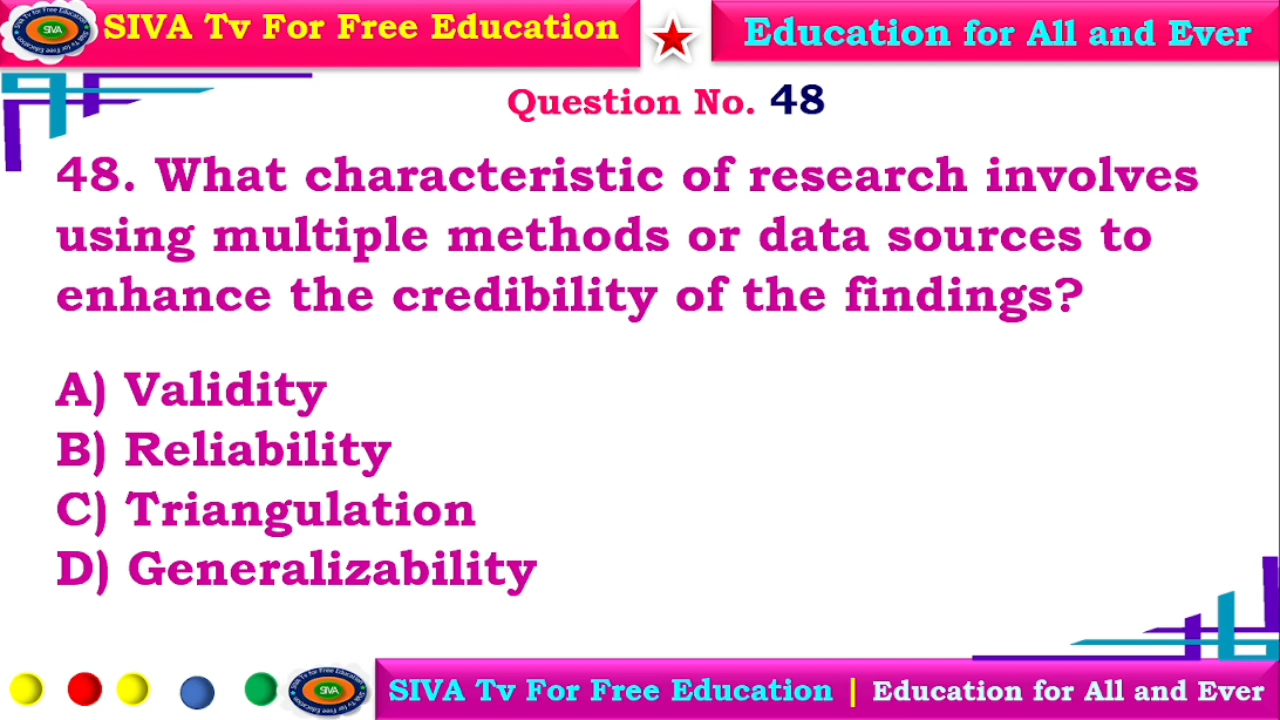 SIVA Tv For Free Education
Education for All and Ever
Question No. 48
48. What characteristic of research involves
using multiple methods or data sources to
enhance the credibility of the findings?
A) Validity
B) Reliability
C) Triangulation
D) Generalizability
SIVA Tv For Free Education | Education for All and Ever
SIVA
SIVA